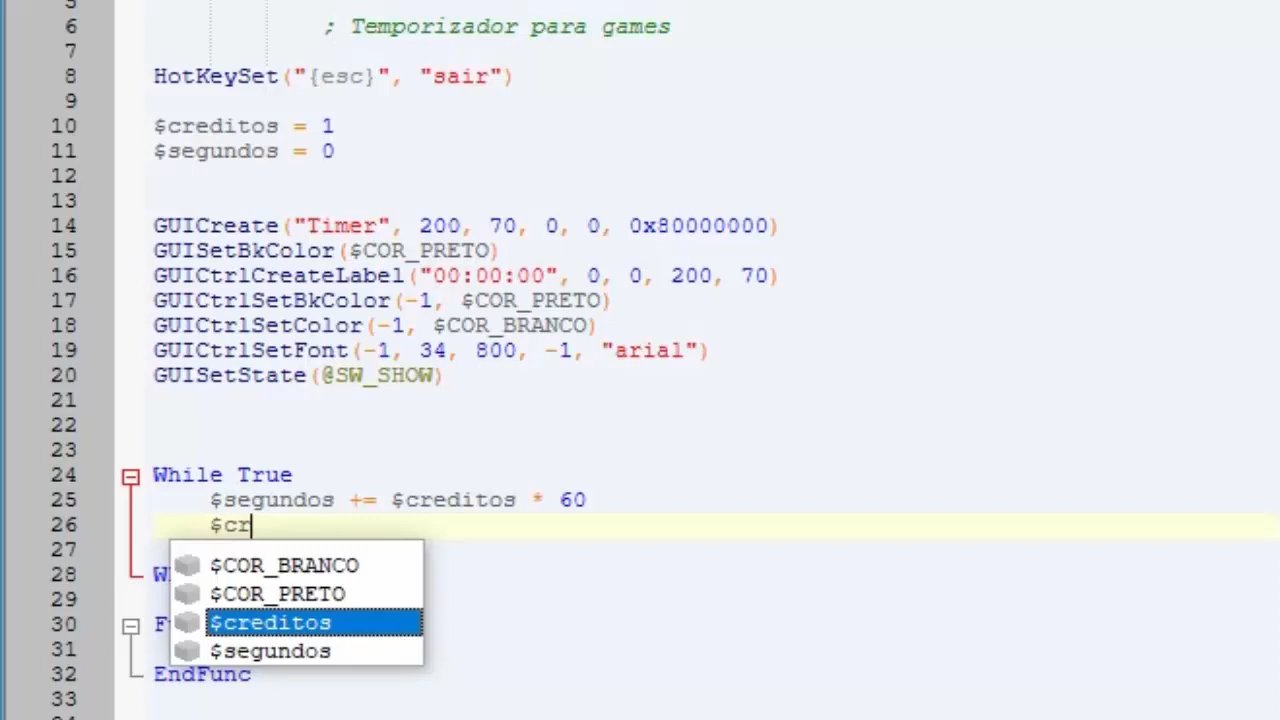 5
6 ; Temporizador para games
7
8 HotKeySet("{esc}", "sair")
9
10 $creditos = 1
11 $segundos = 0
12
13
14 GUICreate("Timer", 200, 70, 0, 0, 0x80000000)
15 GUISetBkColor($COR_PRETO)
16 GUICtrlCreateLabel("00:00:00", 0, 0, 200, 70)
17 GUICtrlSetBkColor(-1, $COR_PRETO)
18 GUICtrlSetColor(-1, $COR_BRANCO)
19 GUICtrlSetFont(-1, 34, 800, -1, "arial")
20 GUISetState(@SW_SHOW)
21
22
23
24 While True
25 $segundos += $creditos * 60
26 $cr
27
28 W
29
30 F
31
32 EndFunc
33
$COR_BRANCO
$COR_PRETO
$creditos
$segundos